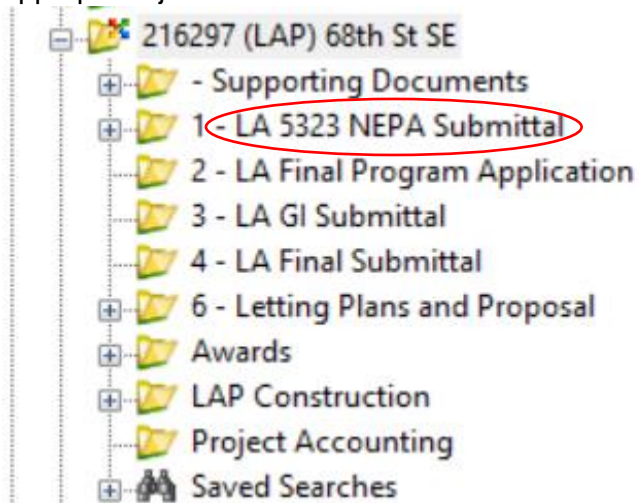 216297 (LAP) 68th St SE
- Supporting Documents
1 - LA 5323 NEPA Submittal
2 - LA Final Program Application
3 - LA GI Submittal
4 - LA Final Submittal
6 - Letting Plans and Proposal
Awards
LAP Construction
Project Accounting
Saved Searches